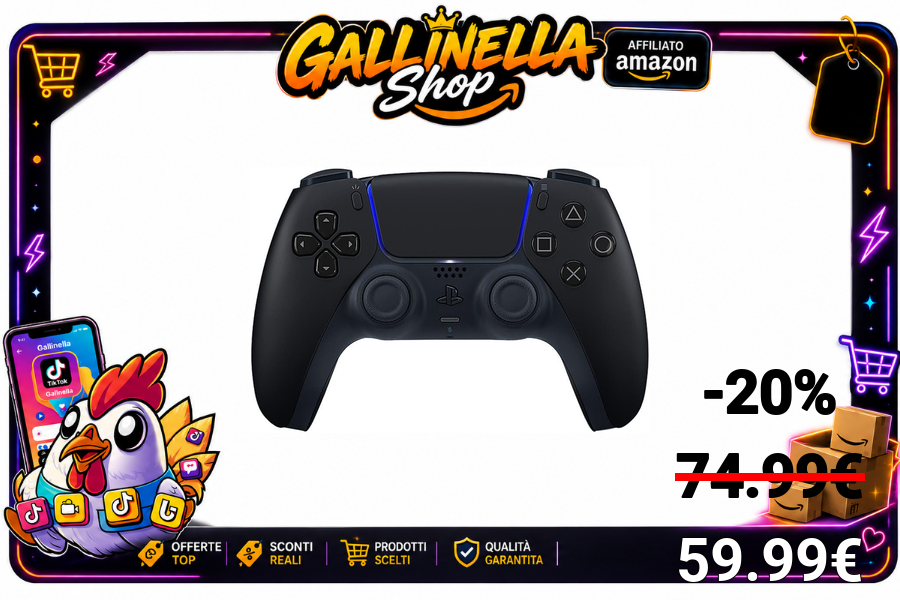 GALLINELLA
Shop
AFFILIATO
amazon
Gallinella
TikTok
Gallinella
-20%
74.99€
59.99€
OFFERTE
TOP
SCONTI
REALI
PRODOTTI
SCELTI
QUALITÀ
GARANTITA